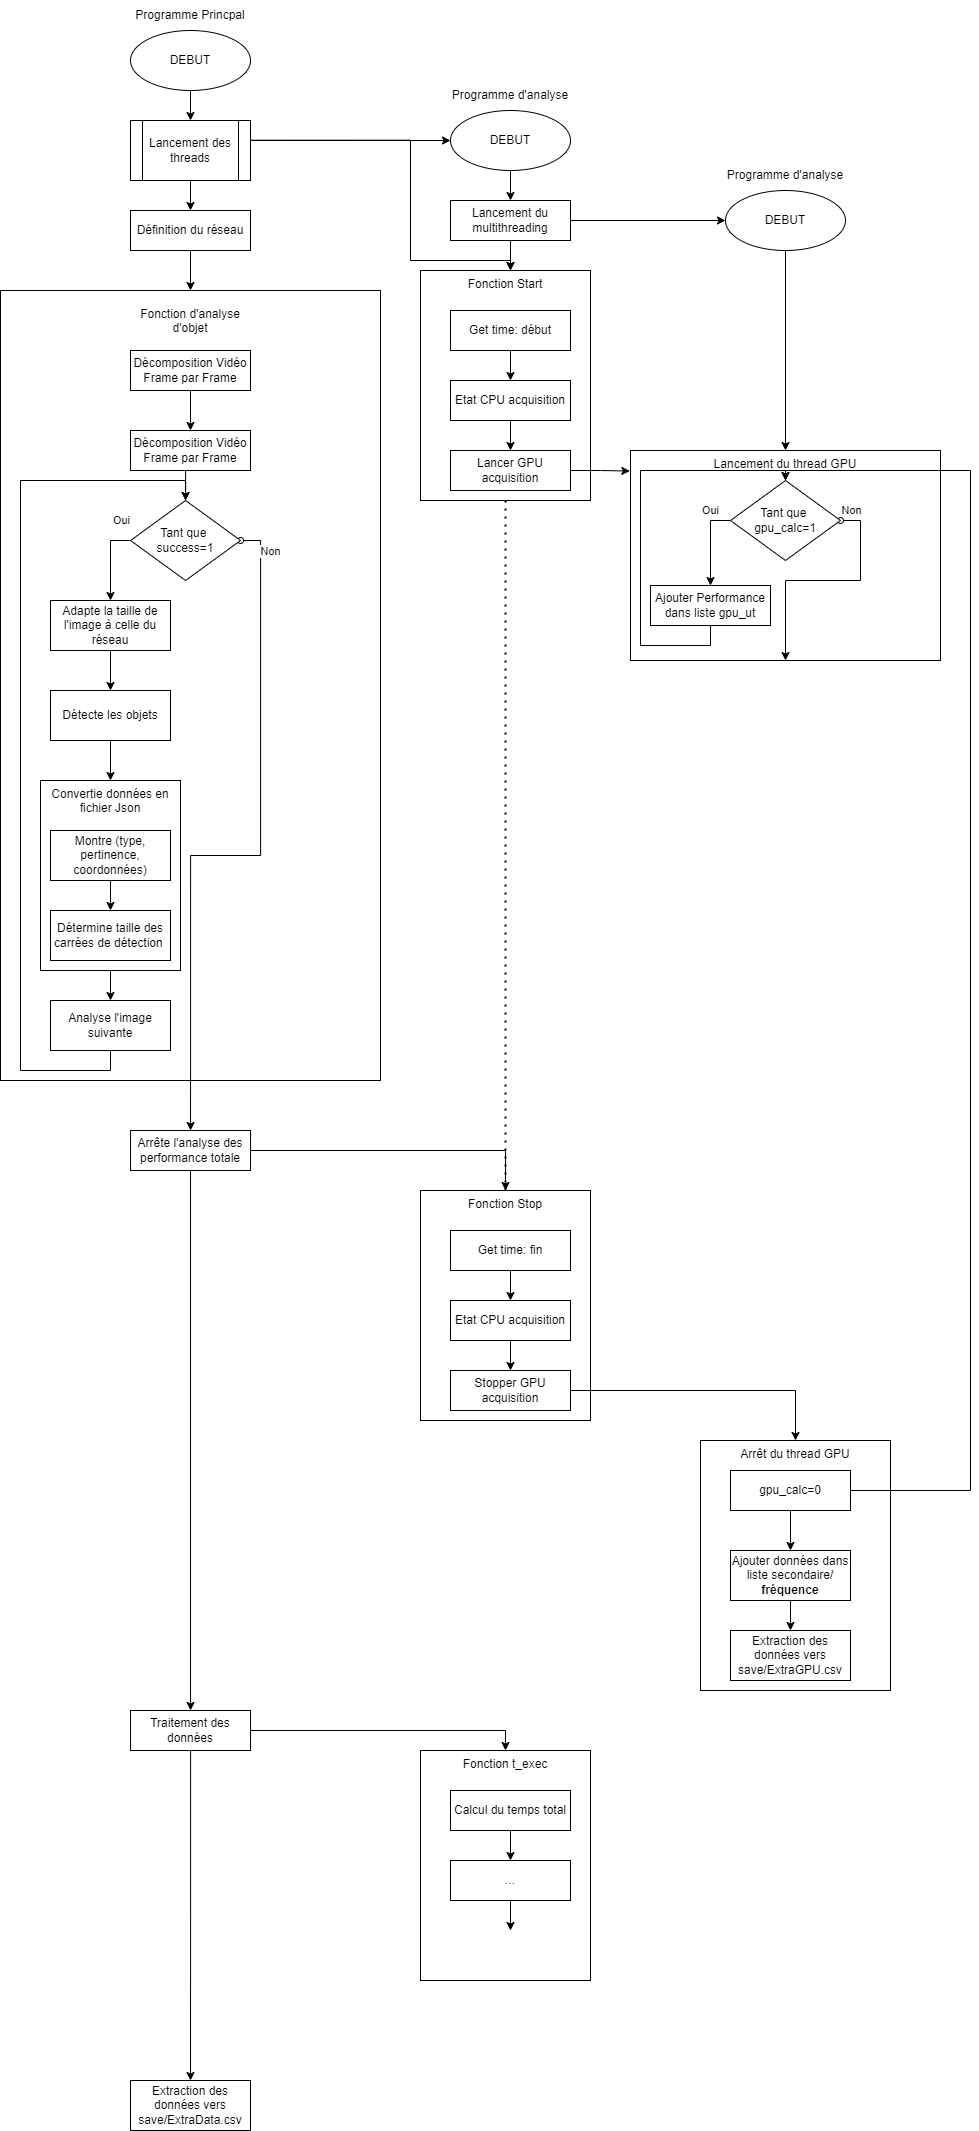 Programme Princpal
DEBUT
Lancement des
threads
Définition du réseau
Fonction d'analyse
d'objet
Décomposition Vidéo
Frame par Frame
Décomposition Vidéo
Frame par Frame
Oui
Tant que
success=1
Non
Adapte la taille de
l'image à celle du
réseau
Détecte les objets
Convertie données en
fichier Json
Montre (type,
pertinence,
coordonnées)
Détermine taille des
carrées de détection
Analyse l'image
suivante
Arrête l'analyse des
performance totale
Traitement des
données
Extraction des
données vers
save/ExtraData.csv
Programme d'analyse
DEBUT
Lancement du
multithreading
Fonction Start
Get time: début
Etat CPU acquisition
Lancer GPU
acquisition
Fonction Stop
Get time: fin
Etat CPU acquisition
Stopper GPU
acquisition
Fonction t_exec
Calcul du temps total
...
Programme d'analyse
DEBUT
Lancement du thread GPU
Oui
Tant que
gpu_calc=1
Non
Ajouter Performance
dans liste gpu_ut
Arrêt du thread GPU
gpu_calc=0
Ajouter données dans
liste secondaire/
fréquence
Extraction des
données vers
save/ExtraGPU.csv